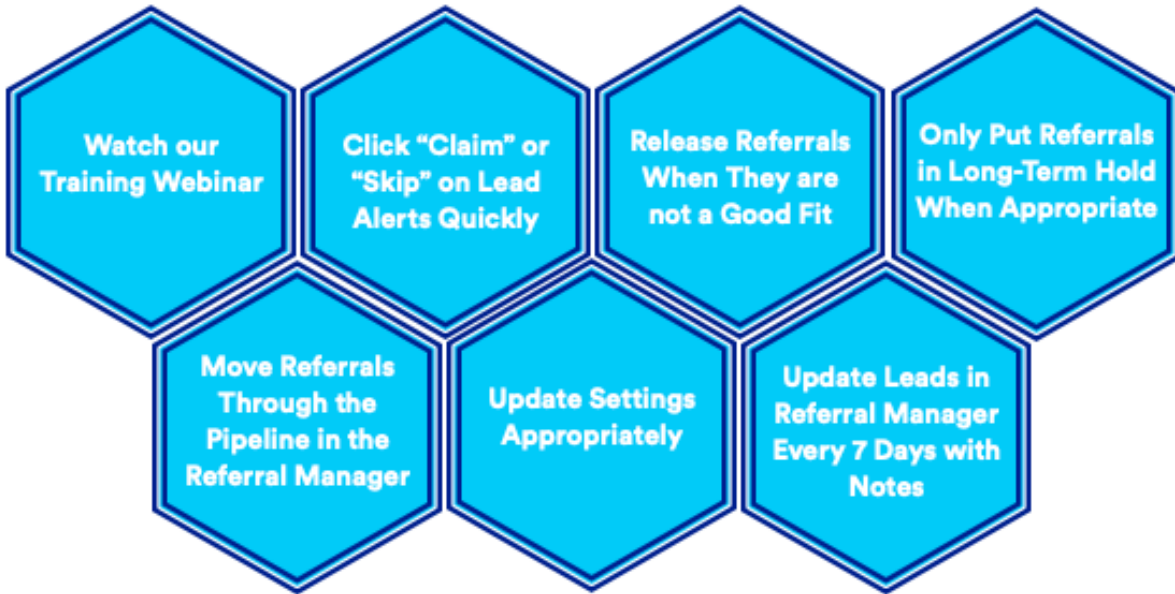 Watch our
Training Webinar
Click “Claim” or
“Skip” on Lead
Alerts Quickly
Release Referrals
When They are
not a Good Fit
Only Put Referrals
in Long-Term Hold
When Appropriate
Move Referrals
Through the
Pipeline in the
Referral Manager
Update Settings
Appropriately
Update Leads in
Referral Manager
Every 7 Days with
Notes